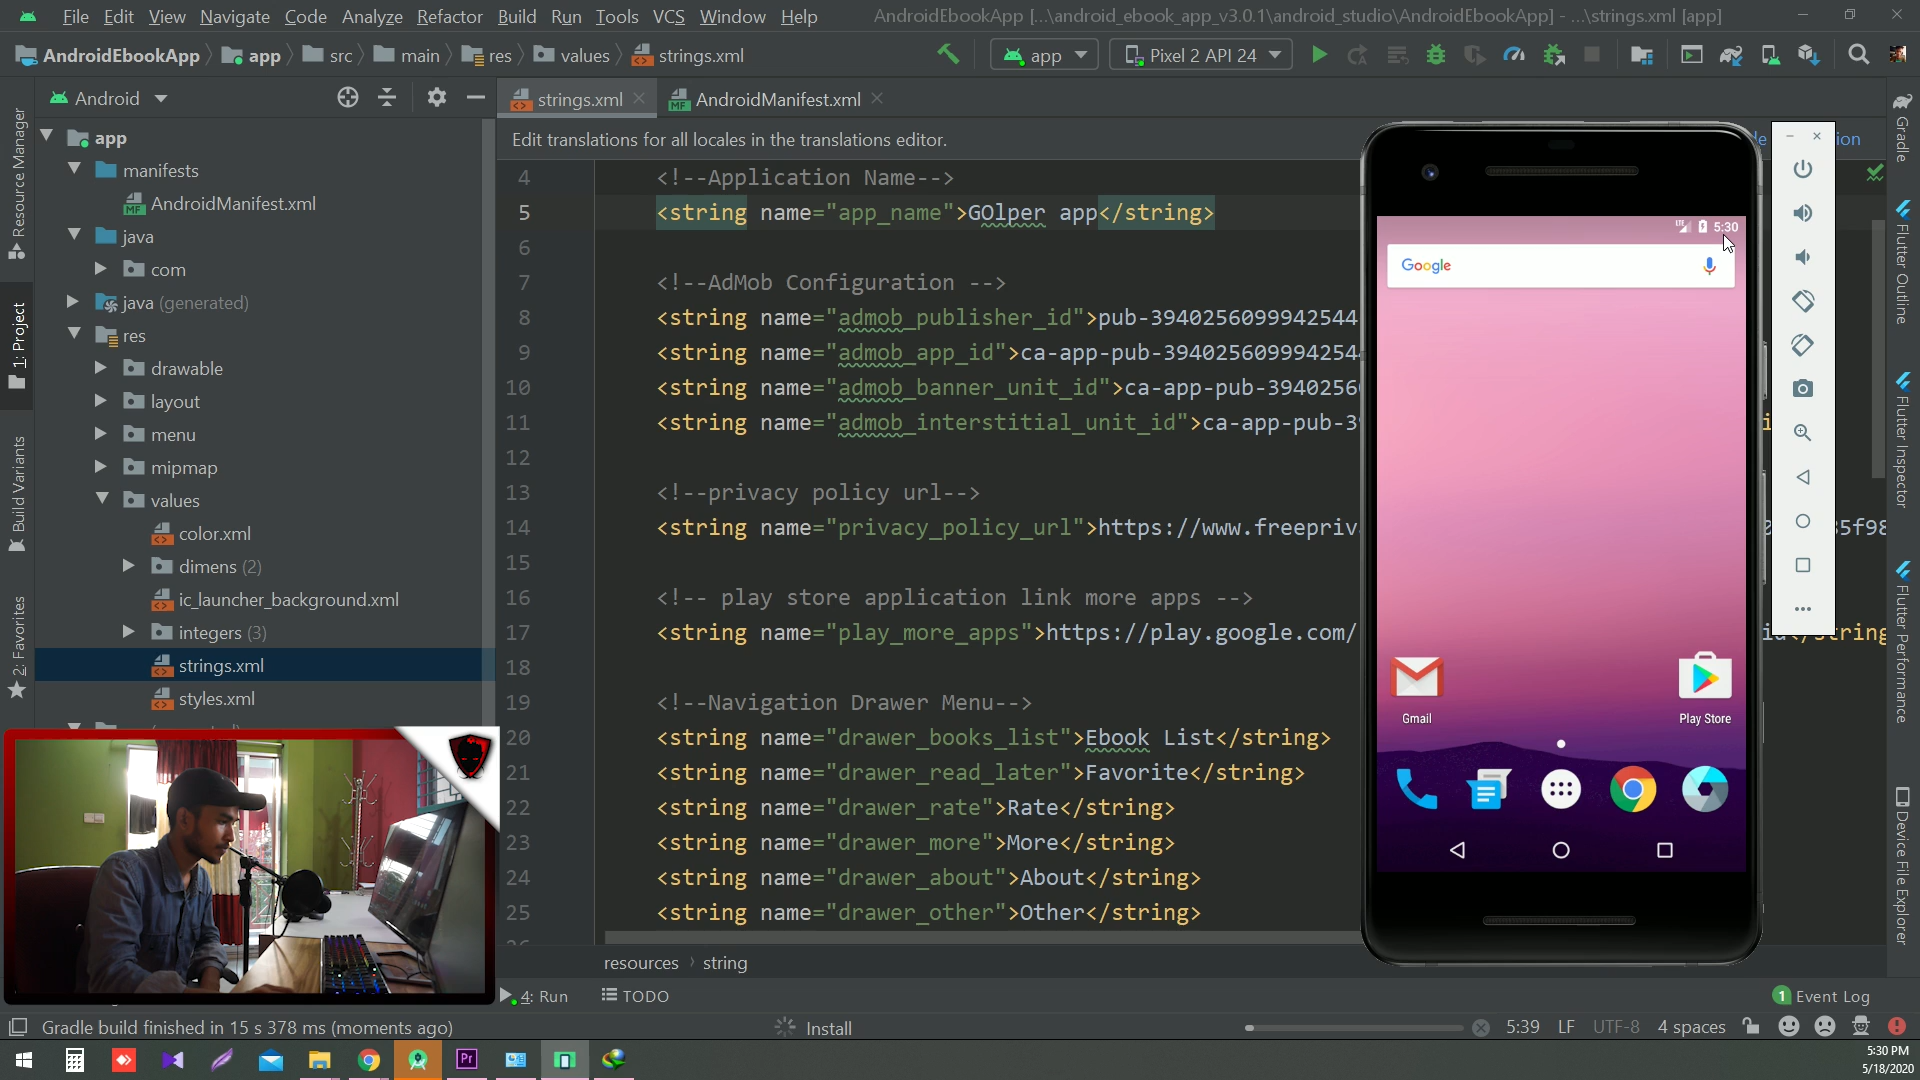 File Edit View Navigate Code Analyze Refactor Build Run Tools VCS Window Help AndroidEbookApp [...\android_ebook_app_v3.0.1\android_studio\AndroidEbookApp] - ...\strings.xml [app]
AndroidEbookApp app src main res values strings.xml app Pixel 2 API 24
Android strings.xml AndroidManifest.xml
Edit translations for all locales in the translations editor.
app
manifests
AndroidManifest.xml
java
com
java (generated)
res
drawable
layout
menu
mipmap
values
color.xml
dimens (2)
ic_launcher_background.xml
integers (3)
strings.xml
styles.xml
Resource Manager
1: Project
Build Variants
2: Favorites
4 <!--Application Name-->
5 <string name="app_name">GOlper app</string>
6
7 <!--AdMob Configuration -->
8 <string name="admob_publisher_id">pub-3940256099942544
9 <string name="admob_app_id">ca-app-pub-394025609994254
10 <string name="admob_banner_unit_id">ca-app-pub-3940256
11 <string name="admob_interstitial_unit_id">ca-app-pub-3
12
13 <!--privacy policy url-->
14 <string name="privacy_policy_url">https://www.freepriv 35f98
15
16 <!-- play store application link more apps -->
17 <string name="play_more_apps">https://play.google.com/ /string
18
19 <!--Navigation Drawer Menu-->
20 <string name="drawer_books_list">Ebook List</string>
21 <string name="drawer_read_later">Favorite</string>
22 <string name="drawer_rate">Rate</string>
23 <string name="drawer_more">More</string>
24 <string name="drawer_about">About</string>
25 <string name="drawer_other">Other</string>
resources › string
LTE 5:30
Google
Gmail
Play Store
Gradle
Flutter Outline
Flutter Inspector
Flutter Performance
Device File Explorer
4: Run TODO 1 Event Log
Gradle build finished in 15 s 378 ms (moments ago) Install 5:39 LF UTF-8 4 spaces
Pr
5:30 PM
5/18/2020